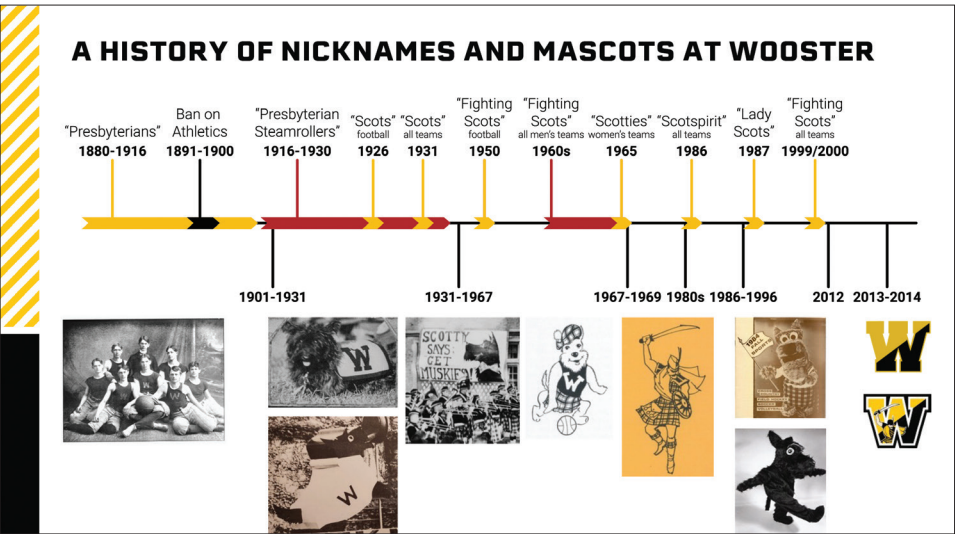 A HISTORY OF NICKNAMES AND MASCOTS AT WOOSTER
“Presbyterians”
1880-1916
Ban on
Athletics
1891-1900
“Presbyterian
Steamrollers“
1916-1930
“Scots”
football
1926
“Scots”
all teams
1931
“Fighting
Scots”
football
1950
“Fighting
Scots”
all men’s teams
1960s
“Scotties”
women’s teams
1965
“Scotspirit”
all teams
1986
“Lady
Scots”
1987
“Fighting
Scots”
all teams
1999/2000
1901-1931
1931-1967
1967-1969
1980s
1986-1996
2012
2013-2014
W
W
SCOTTY
SAYS:
GET
MUSKIE!!
W
1994
FALL
SPORTS
W
W